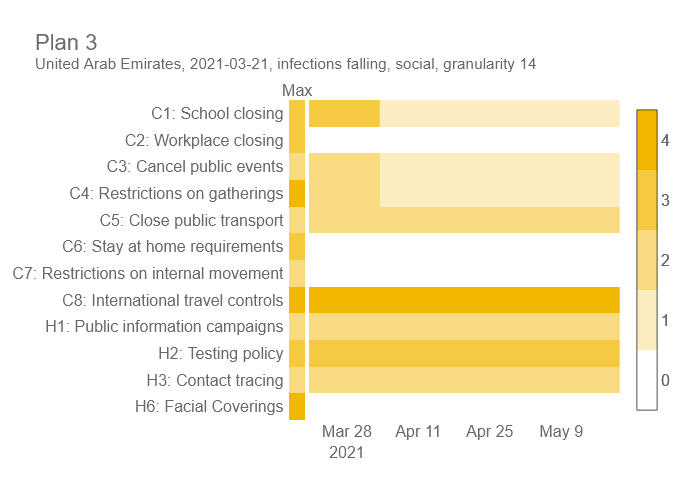 Plan 3
United Arab Emirates, 2021-03-21, infections falling, social, granularity 14
Max
C1: School closing
C2: Workplace closing
C3: Cancel public events
C4: Restrictions on gatherings
C5: Close public transport
C6: Stay at home requirements
C7: Restrictions on internal movement
C8: International travel controls
H1: Public information campaigns
H2: Testing policy
H3: Contact tracing
H6: Facial Coverings
Mar 28 Apr 11 Apr 25 May 9
2021
4
3
2
1
0